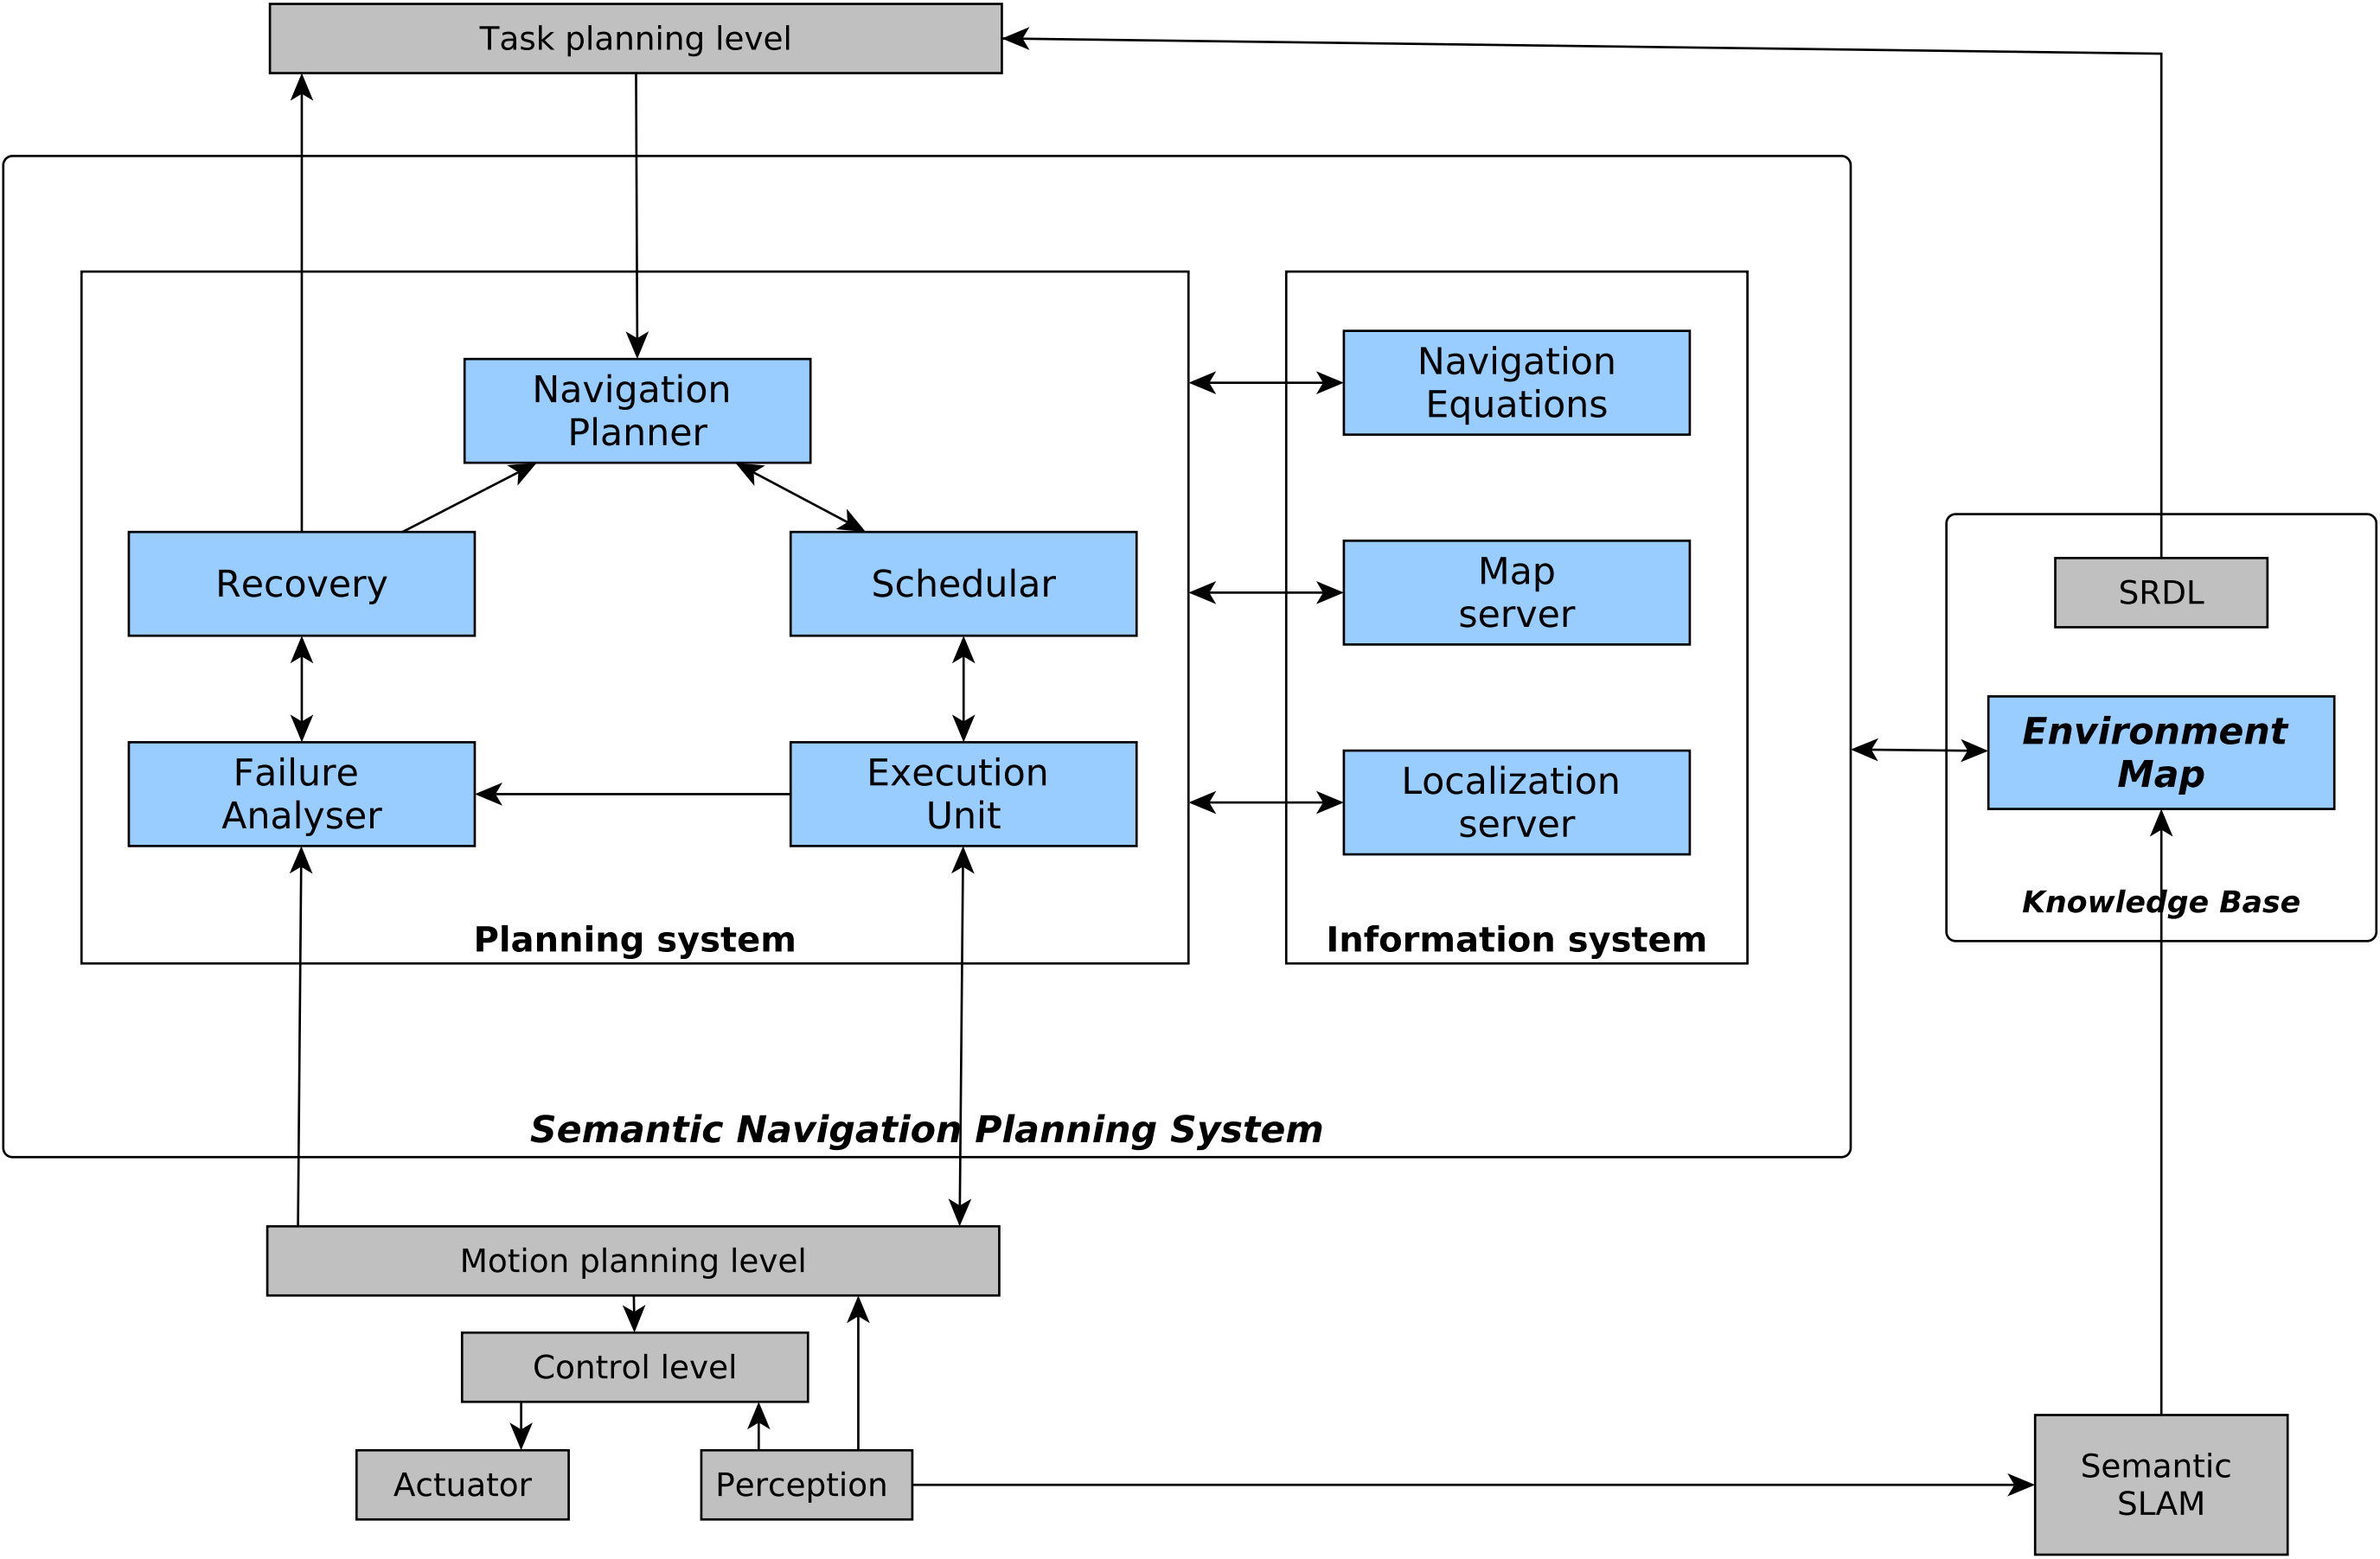 Task planning level
Navigation
Planner
Navigation
Equations
Recovery
Schedular
Map
server
SRDL
Environment
Map
Failure
Analyser
Execution
Unit
Localization
server
Knowledge Base
Planning system
Information system
Semantic Navigation Planning System
Motion planning level
Control level
Actuator
Perception
Semantic
SLAM